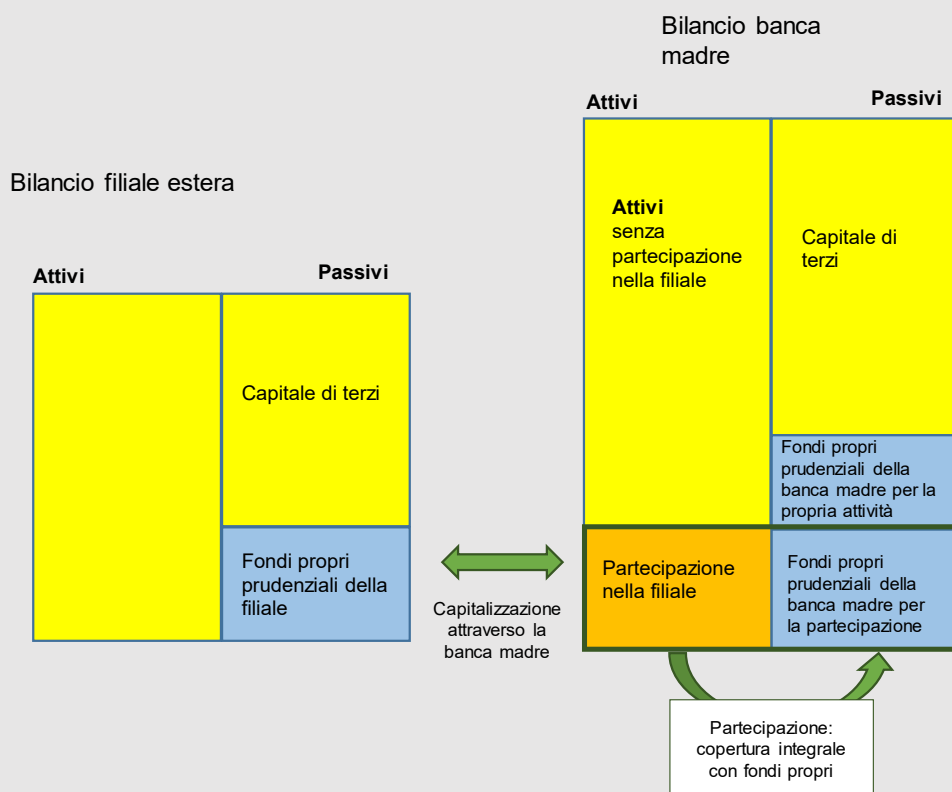 Bilancio banca
madre
Attivi
Passivi
Bilancio filiale estera
Attivi
Passivi
Capitale di terzi
Fondi propri
prudenziali della
filiale
Capitalizzazione
attraverso la
banca madre
Attivi
senza
partecipazione
nella filiale
Capitale di
terzi
Fondi propri
prudenziali della
banca madre per la
propria attività
Partecipazione
nella filiale
Fondi propri
prudenziali della
banca madre per
la partecipazione
Partecipazione:
copertura integrale
con fondi propri